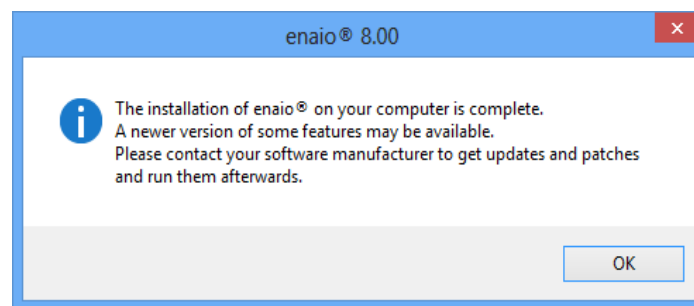 enaio® 8.00
The installation of enaio® on your computer is complete.
A newer version of some features may be available.
Please contact your software manufacturer to get updates and patches
and run them afterwards.
OK